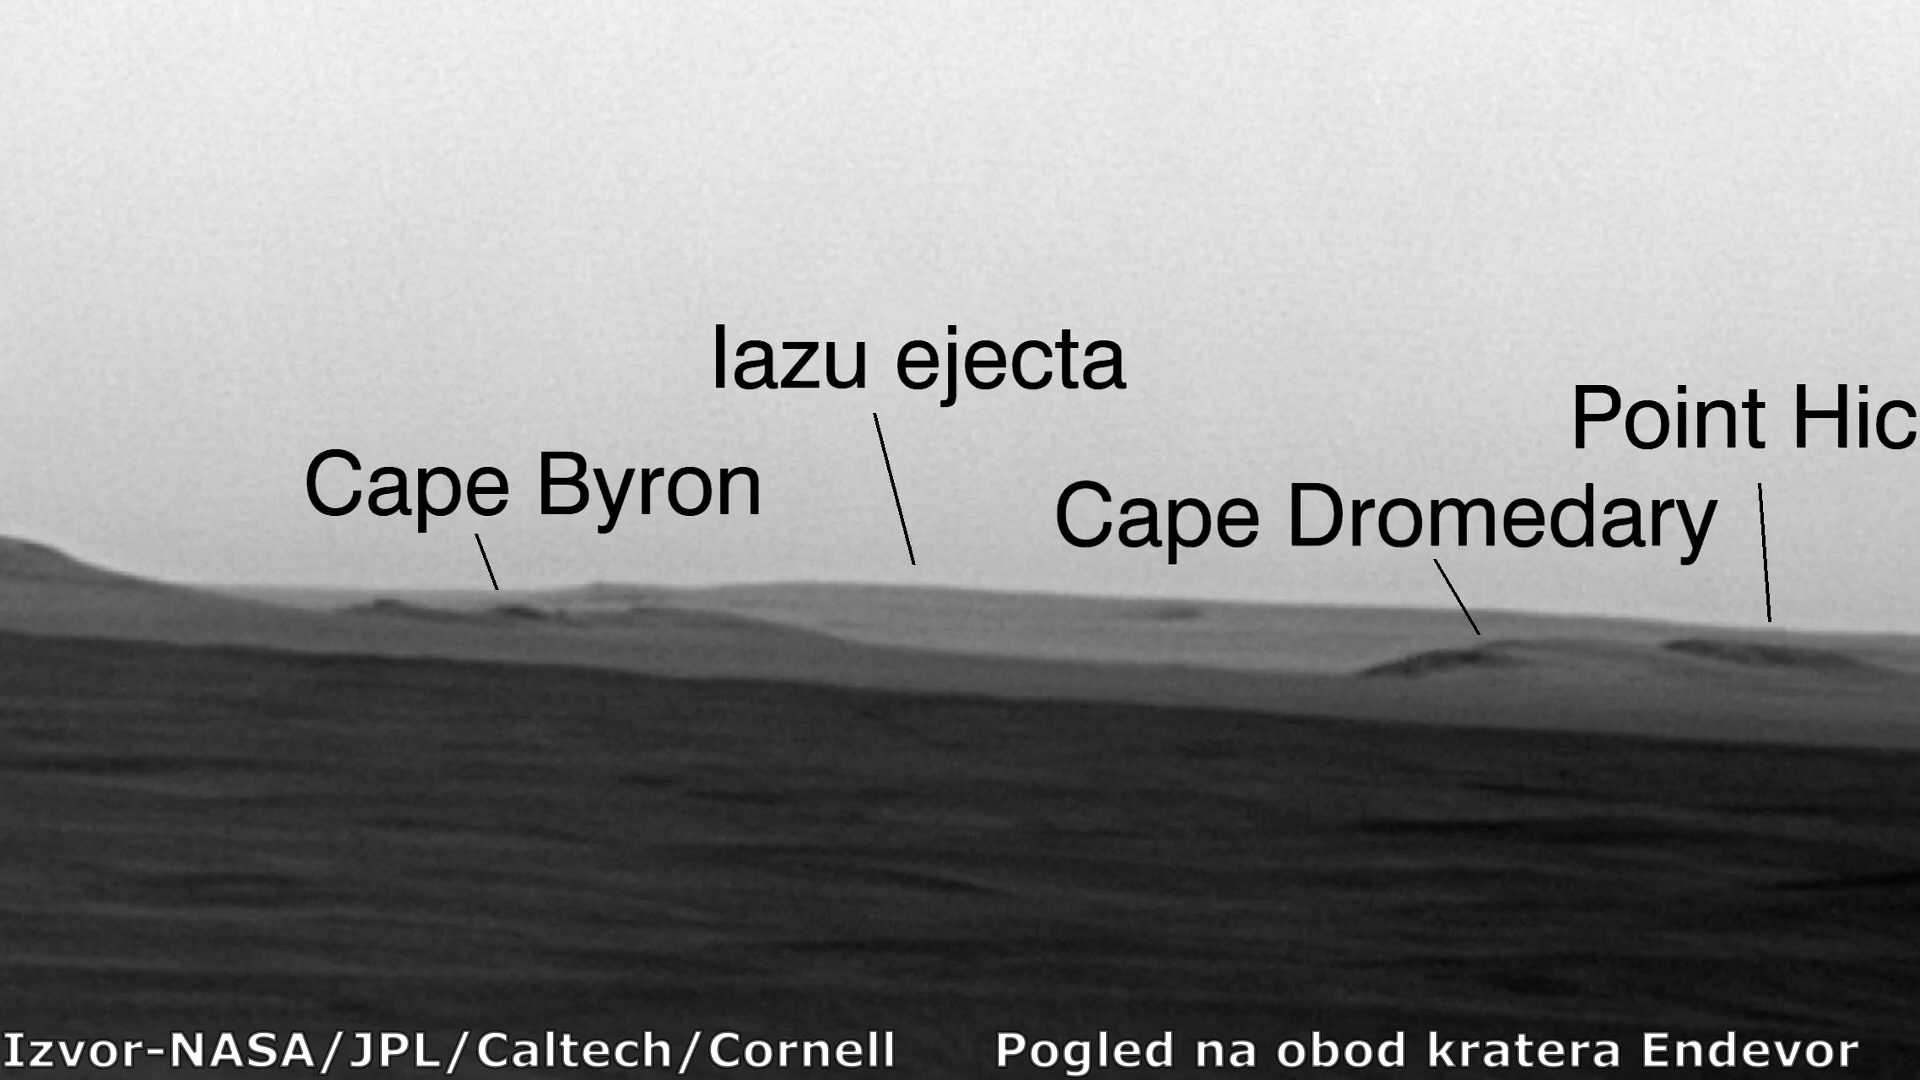 Iazu ejecta
Point Hic
Cape Byron
Cape Dromedary
Izvor-NASA/JPL/Caltech/Cornell
Pogled na obod kratera Endevor